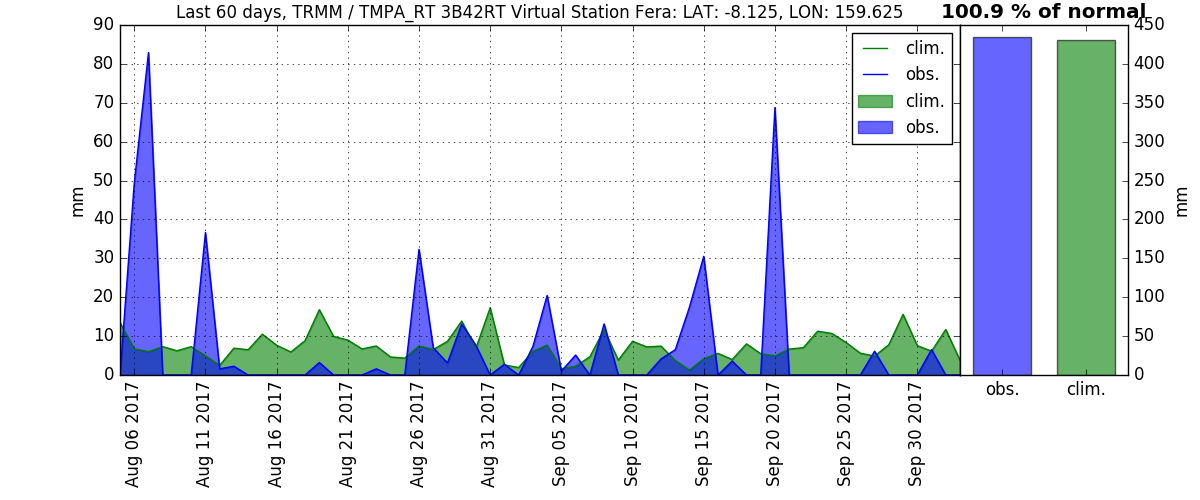 Last 60 days, TRMM / TMPA_RT 3B42RT Virtual Station Fera: LAT: -8.125, LON: 159.625
100.9 % of normal
90
80
70
60
50
40
30
20
10
0
mm
clim.
obs.
clim.
obs.
450
400
350
300
250
200
150
100
50
0
mm
Aug 06 2017
Aug 11 2017
Aug 16 2017
Aug 21 2017
Aug 26 2017
Aug 31 2017
Sep 05 2017
Sep 10 2017
Sep 15 2017
Sep 20 2017
Sep 25 2017
Sep 30 2017
obs.
clim.